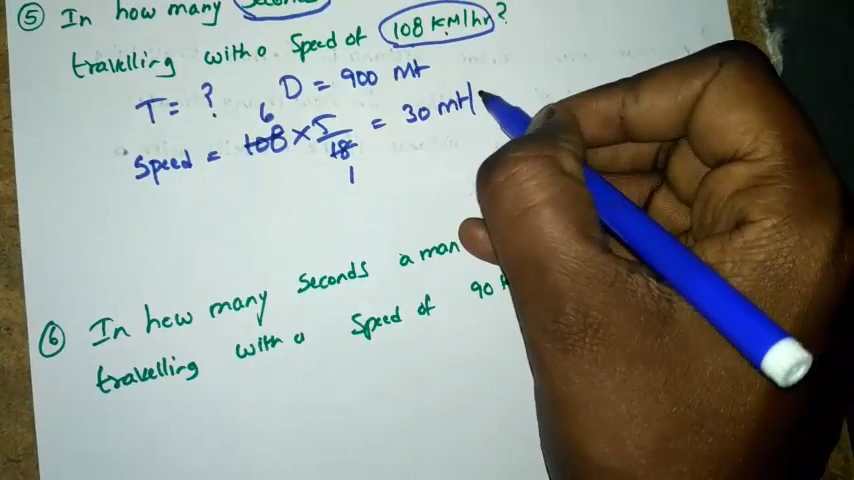 5 In how many Seconds
travelling with a Speed of 108 KM/hr?
T = ? D = 900 mt
6
Speed = 108 × 5/18 = 30 mt/
1
6 In how many Seconds a man
travelling with a Speed of 90